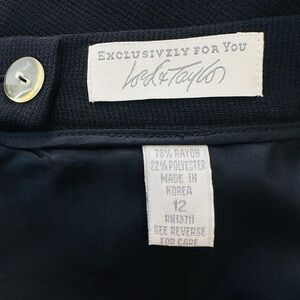 EXCLUSIVELY FOR YOU
Lord & Taylor
78% RAYON
22% POLYESTER
MADE IN
KOREA
12
RN13711
SEE REVERSE
FOR CARE